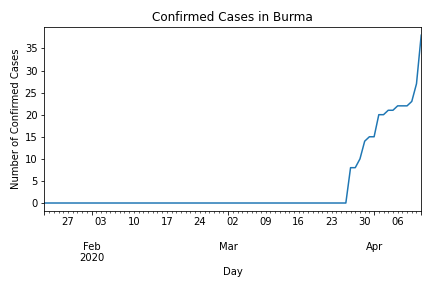 Confirmed Cases in Burma
Number of Confirmed Cases
35
30
25
20
15
10
5
0
27 03 10 17 24 02 09 16 23 30 06
Feb Mar Apr
2020
Day